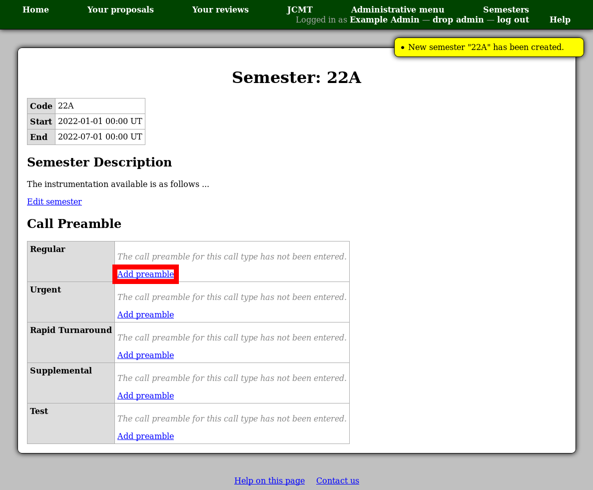 Home Your proposals Your reviews JCMT Administrative menu Semesters
Logged in as Example Admin — drop admin — log out Help
• New semester "22A" has been created.
Semester: 22A
Code 22A
Start 2022-01-01 00:00 UT
End 2022-07-01 00:00 UT
Semester Description
The instrumentation available is as follows ...
Edit semester
Call Preamble
Regular
The call preamble for this call type has not been entered.
Add preamble
Urgent
The call preamble for this call type has not been entered.
Add preamble
Rapid Turnaround
The call preamble for this call type has not been entered.
Add preamble
Supplemental
The call preamble for this call type has not been entered.
Add preamble
Test
The call preamble for this call type has not been entered.
Add preamble
Help on this page Contact us